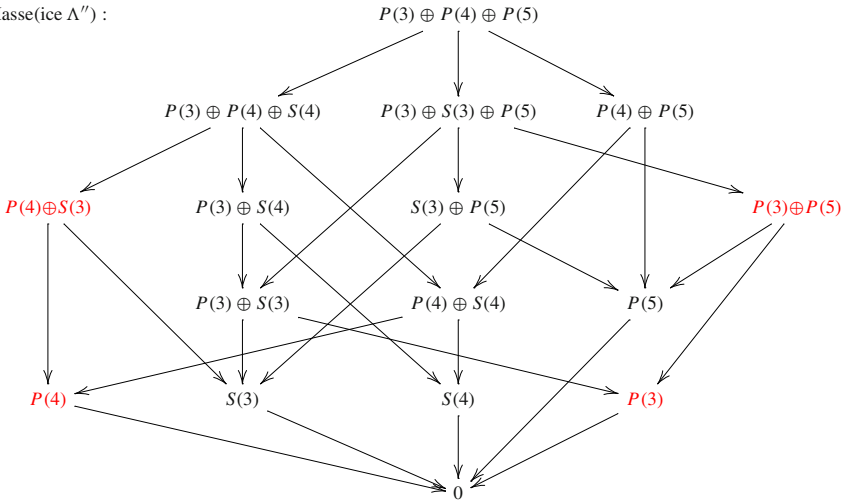 asse(ice Λ″) : P(3) ⊕ P(4) ⊕ P(5)
P(3) ⊕ P(4) ⊕ S(4) P(3) ⊕ S(3) ⊕ P(5) P(4) ⊕ P(5)
P(4)⊕S(3) P(3) ⊕ S(4) S(3) ⊕ P(5) P(3)⊕P(5)
P(3) ⊕ S(3) P(4) ⊕ S(4) P(5)
P(4) S(3) S(4) P(3)
0